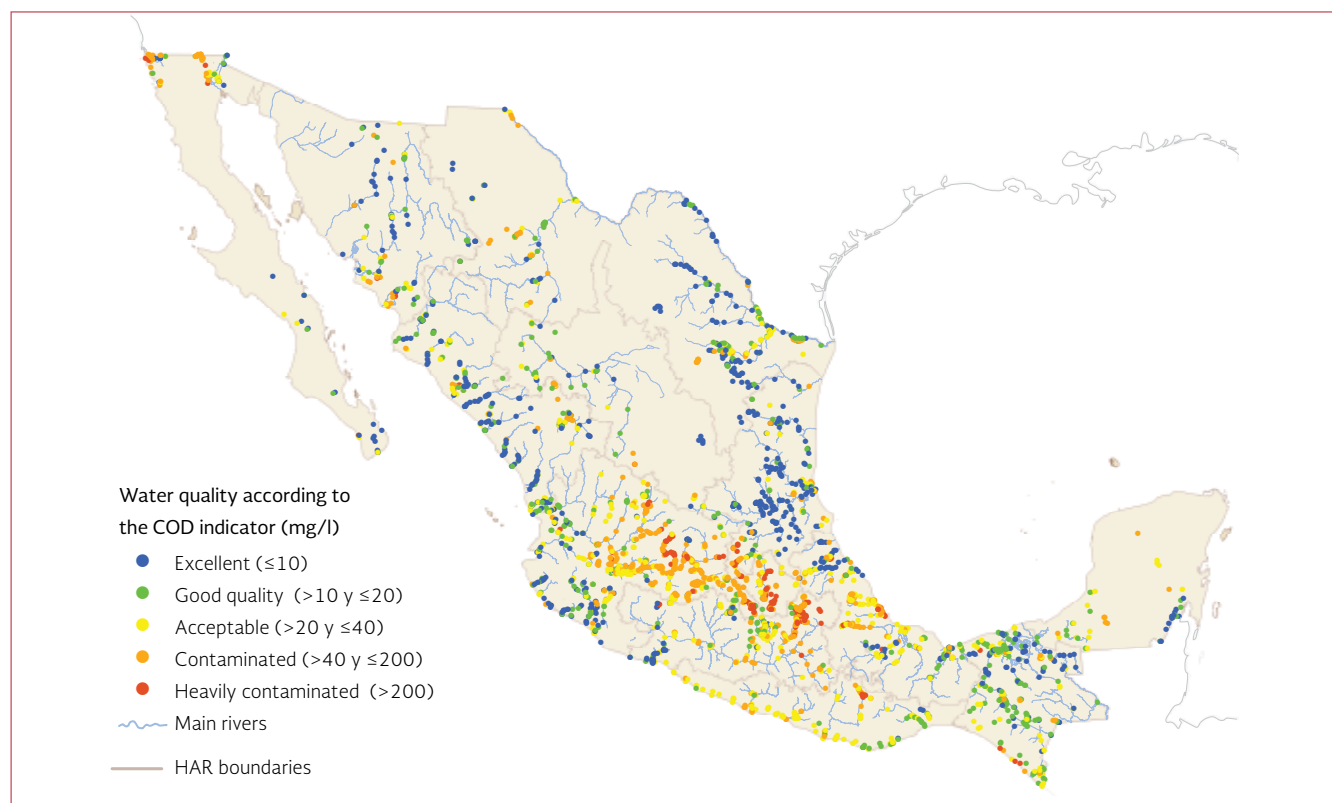 Water quality according to
the COD indicator (mg/l)
Excellent (≤10)
Good quality (>10 y ≤20)
Acceptable (>20 y ≤40)
Contaminated (>40 y ≤200)
Heavily contaminated (>200)
Main rivers
HAR boundaries